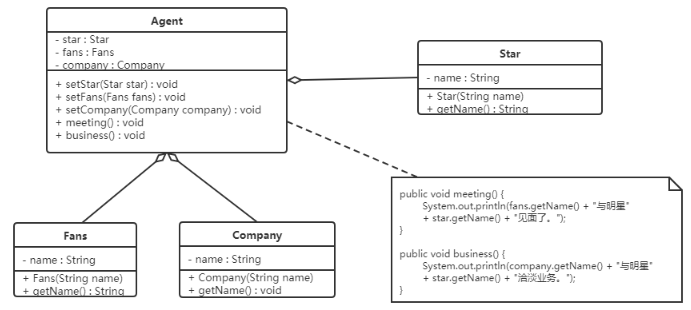 Agent
- star : Star
- fans : Fans
- company : Company
+ setStar(Star star) : void
+ setFans(Fans fans) : void
+ setCompany(Company company) : void
+ meeting() : void
+ business() : void
Star
- name : String
+ Star(String name)
+ getName() : String
Fans
- name : String
+ Fans(String name)
+ getName() : String
Company
- name : String
+ Company(String name)
+ getName() : void
public void meeting() {
System.out.println(fans.getName() + "与明星"
+ star.getName() + "见面了。");
}
public void business() {
System.out.println(company.getName() + "与明星"
+ star.getName() + "洽淡业务。");
}